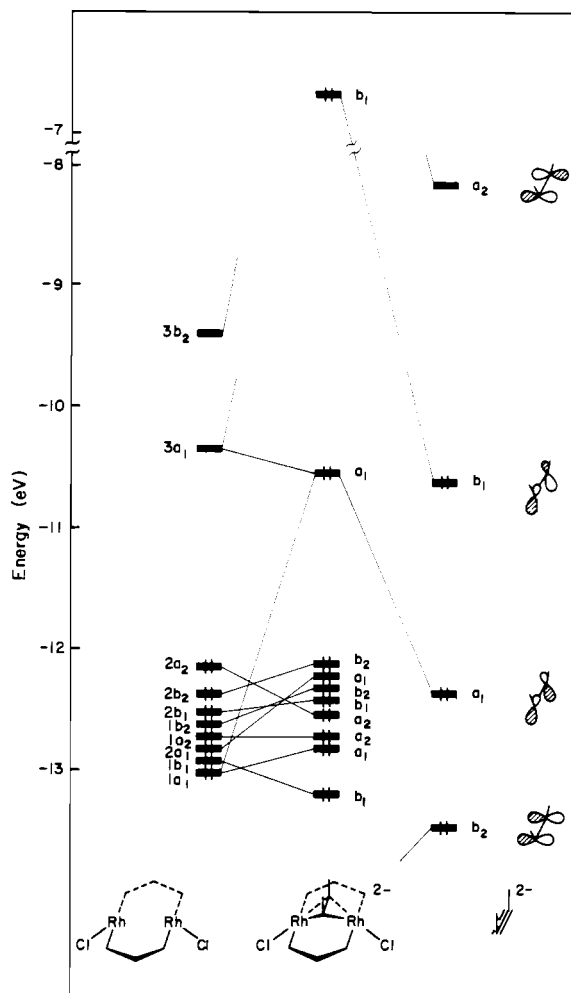 b₁
-7
-8
a₂
-9
3b₂
-10
3a₁
a₁
b₁
-11
Energy (eV)
-12
2a₂
b₂
2b₂
a₁
a₁
2b₁
b₂
1b₂
b₁
1a₂
a₂
2a₁
a₂
1b₁
a₁
1a₁
-13
b₁
b₂
2-
2-
Rh
Rh
Rh
Rh
Cl
Cl
Cl
Cl